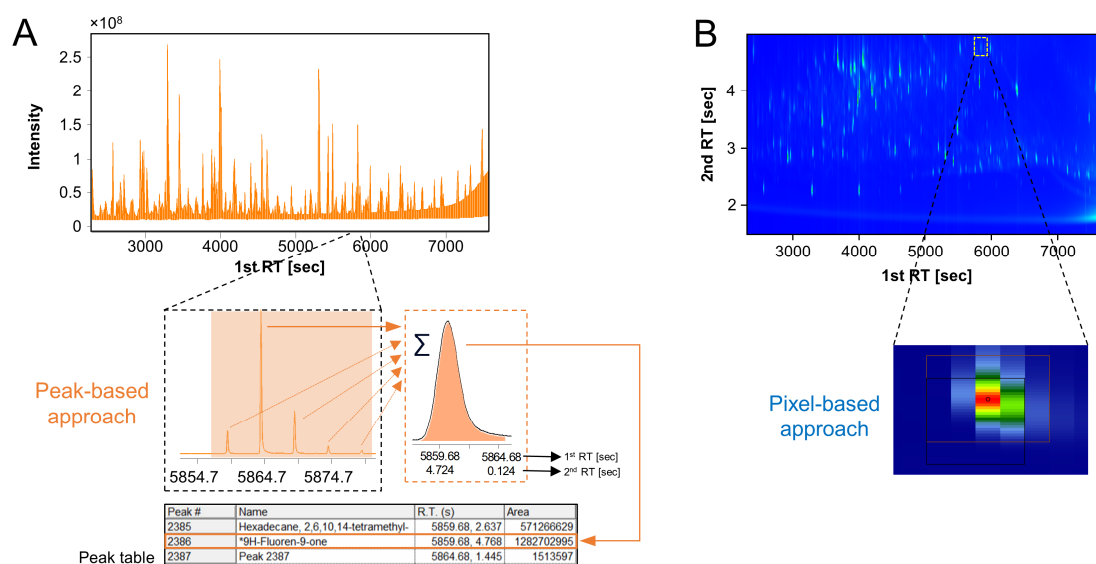 A
×10⁸
Intensity
2.5
2
1.5
1
0.5
0
3000 4000 5000 6000 7000
1st RT [sec]
Peak-based
approach
5854.7 5864.7 5874.7
Σ
5859.68 5864.68 1st RT [sec]
4.724 0.124 2nd RT [sec]
Peak table
Peak # Name R.T. (s) Area
2385 Hexadecane, 2,6,10,14-tetramethyl- 5859.68, 2.637 571266629
2386 *9H-Fluoren-9-one 5859.68, 4.768 1282702995
2387 Peak 2387 5864.68, 1.445 1513597
B
2nd RT [sec]
4
3
2
3000 4000 5000 6000 7000
1st RT [sec]
Pixel-based
approach